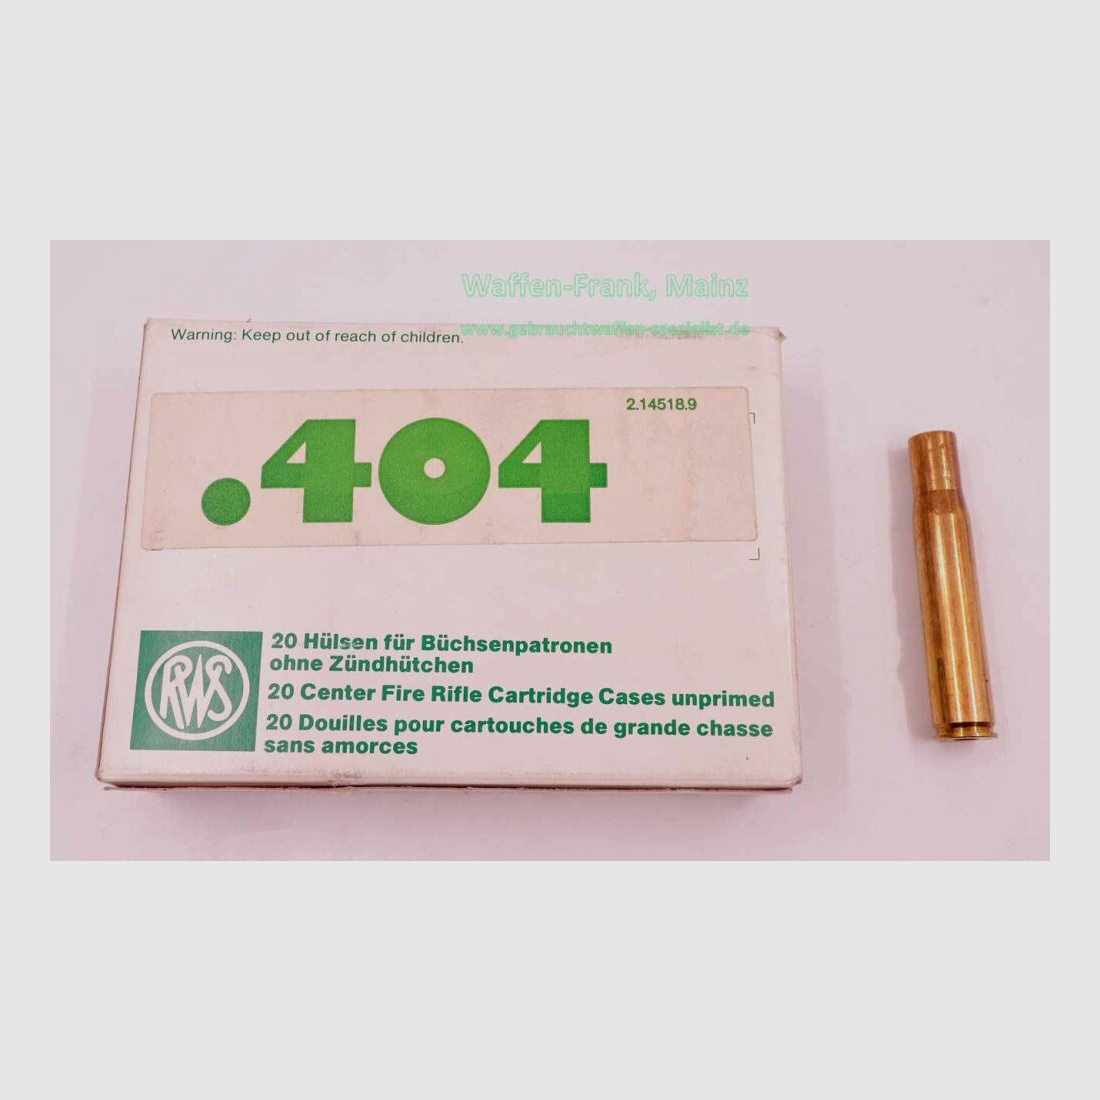 Waffen-Frank, Mainz
www.gebrauchtwaffen-spezialist.de
Warning: Keep out of reach of children.
2.14518.9
.404
RWS
20 Hülsen für Büchsenpatronen
ohne Zündhütchen
20 Center Fire Rifle Cartridge Cases unprimed
20 Douilles pour cartouches de grande chasse
sans amorces